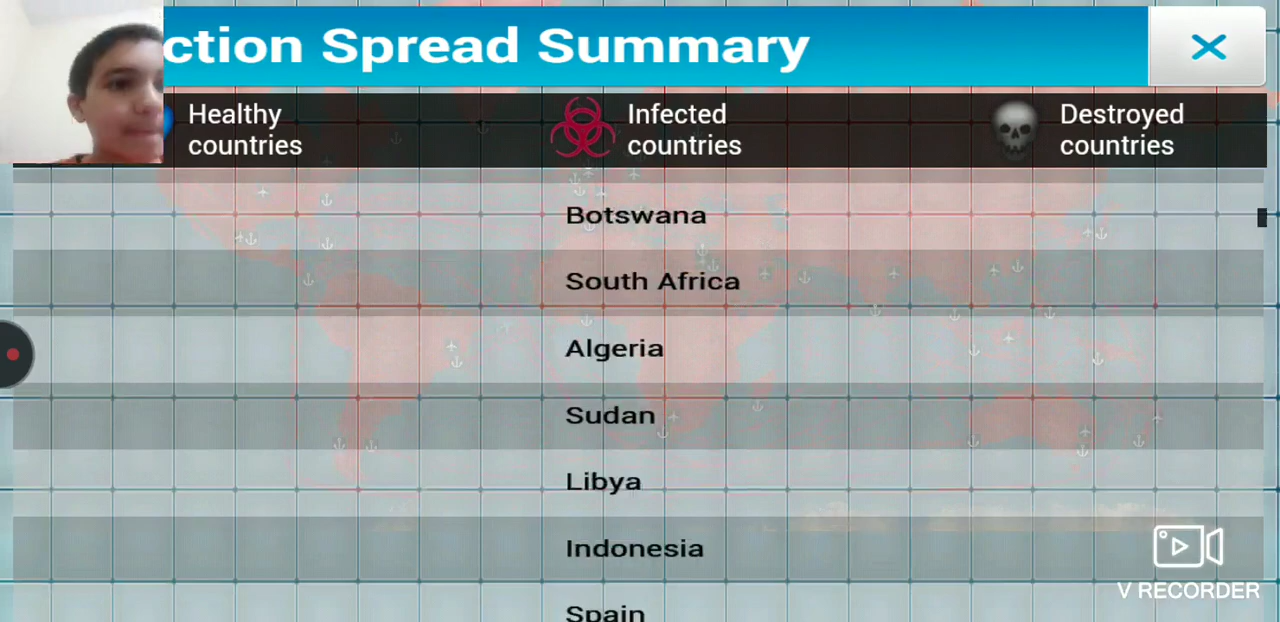 ction Spread Summary
Healthy
countries
Infected
countries
Destroyed
countries
Botswana
South Africa
Algeria
Sudan
Libya
Indonesia
Spain
V RECORDER